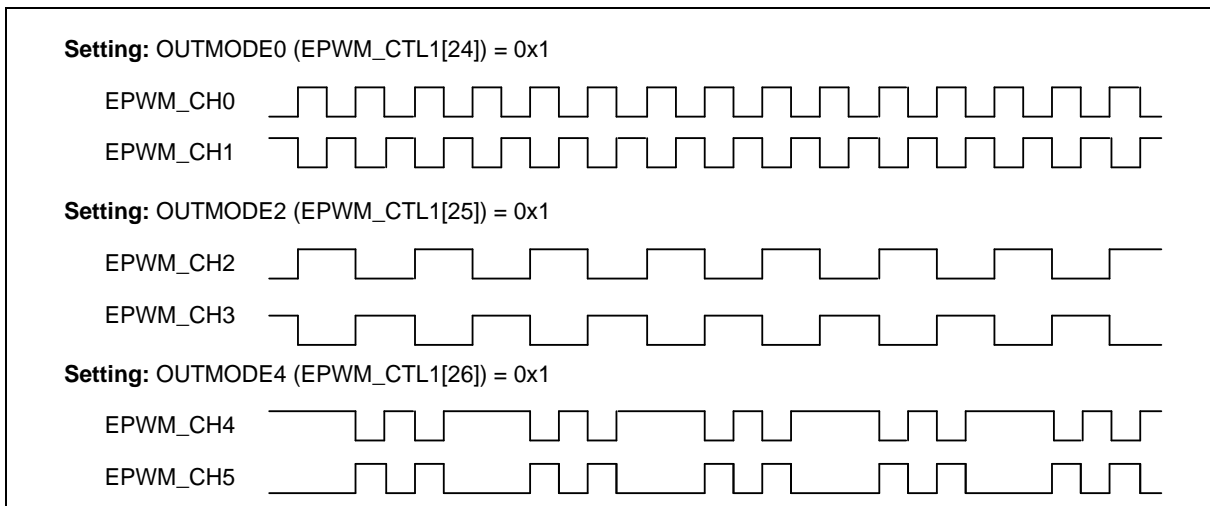 Setting: OUTMODE0 (EPWM_CTL1[24]) = 0x1
EPWM_CH0
EPWM_CH1
Setting: OUTMODE2 (EPWM_CTL1[25]) = 0x1
EPWM_CH2
EPWM_CH3
Setting: OUTMODE4 (EPWM_CTL1[26]) = 0x1
EPWM_CH4
EPWM_CH5